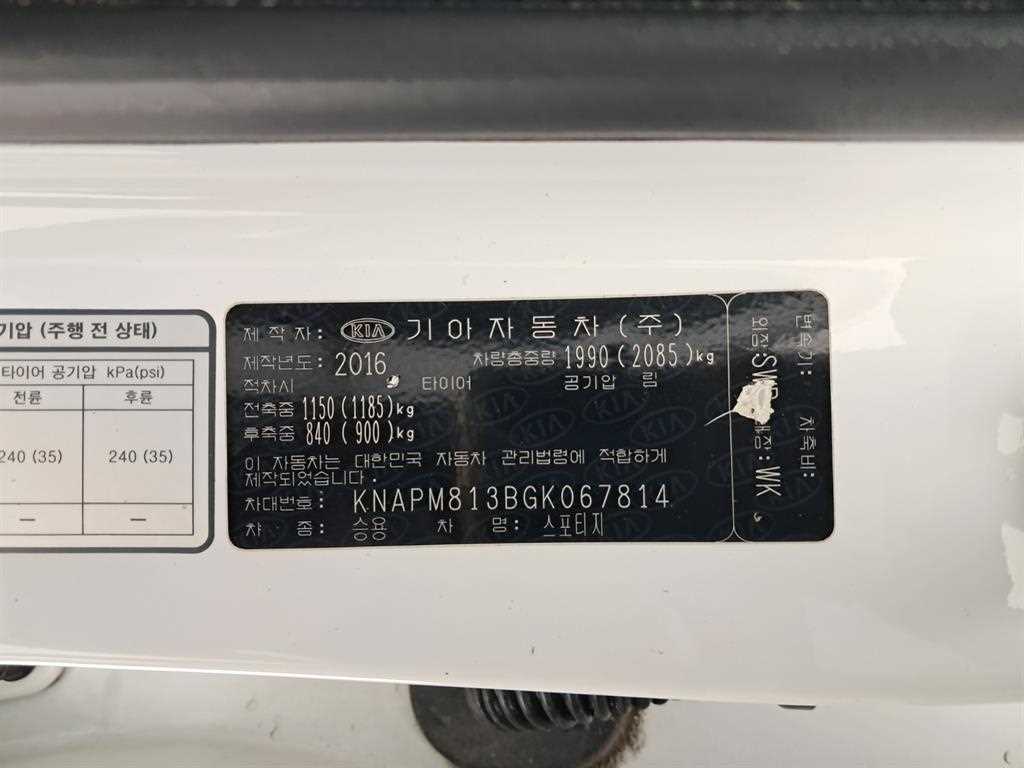 기압 (주행 전 상태)
타이어 공기압 kPa(psi)
전륜 후륜
240 (35) 240 (35)
— —
제 작 자: KIA 기아자동차(주)
제작년도: 2016 차량총중량 1990(2085)kg
적차시 타이어 공기압 림
전축중 1150(1185)kg
후축중 840 (900)kg
이 자동차는 대한민국 자동차 관리법령에 적합하게
제작되었습니다.
차대번호: KNAPM813BGK067814
차 종: 승용 차 명: 스포티지
변속기: 차축비:
외장: 내장: WK